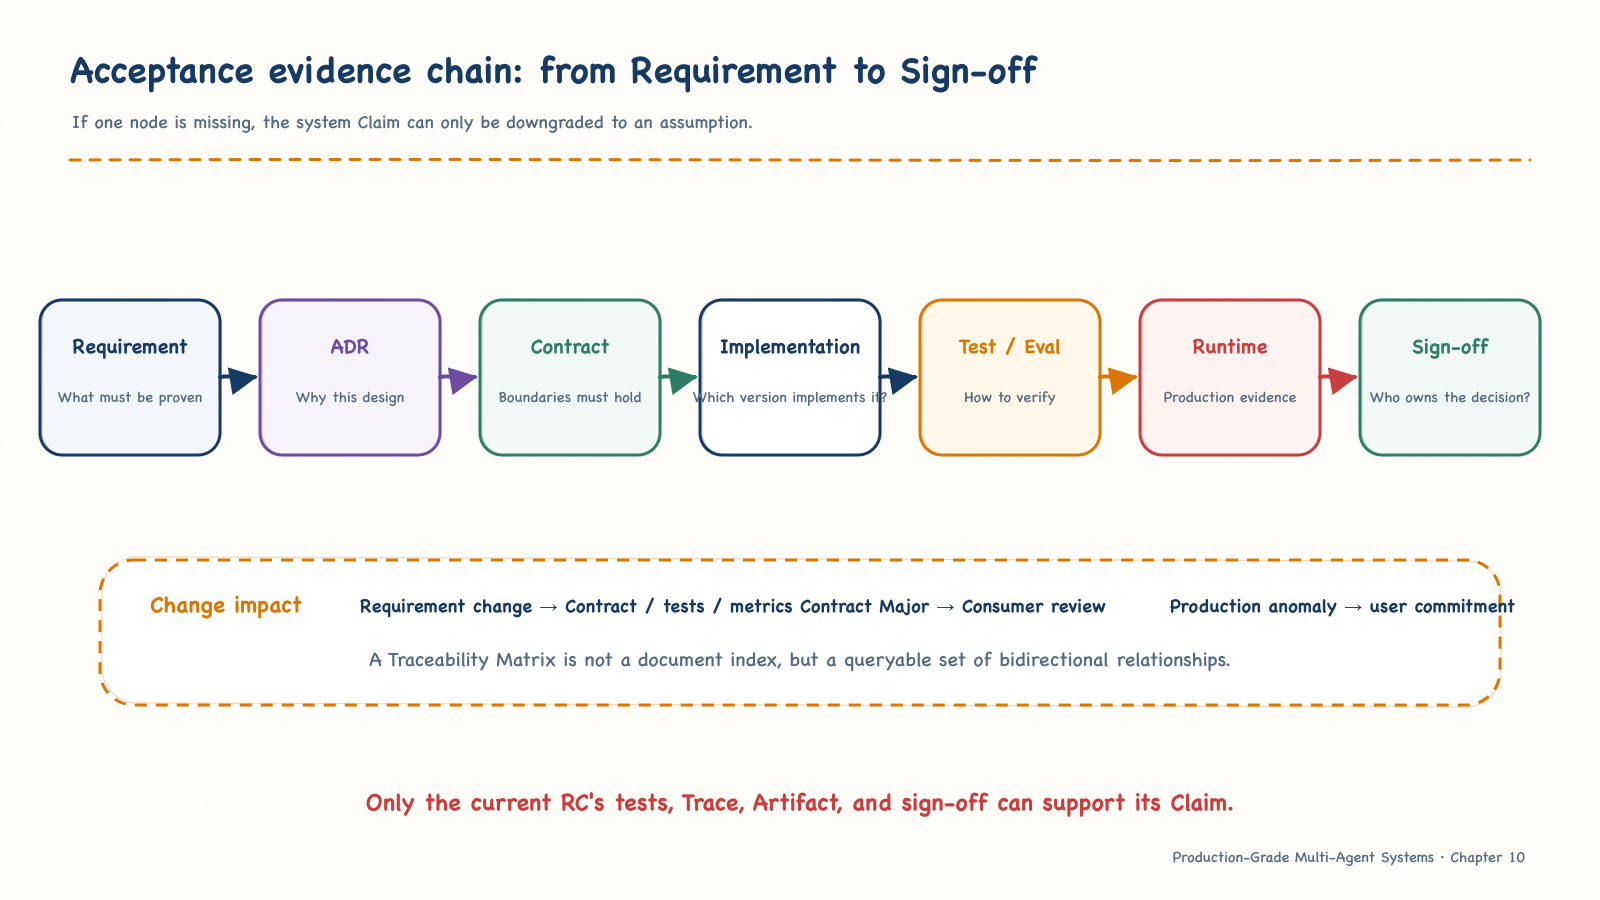 Acceptance evidence chain: from Requirement to Sign-off
If one node is missing, the system Claim can only be downgraded to an assumption.
Requirement
What must be proven
ADR
Why this design
Contract
Boundaries must hold
Implementation
Which version implements it?
Test / Eval
How to verify
Runtime
Production evidence
Sign-off
Who owns the decision?
Change impact
Requirement change → Contract / tests / metrics
Contract Major → Consumer review
Production anomaly → user commitment
A Traceability Matrix is not a document index, but a queryable set of bidirectional relationships.
Only the current RC's tests, Trace, Artifact, and sign-off can support its Claim.
Production-Grade Multi-Agent Systems · Chapter 10